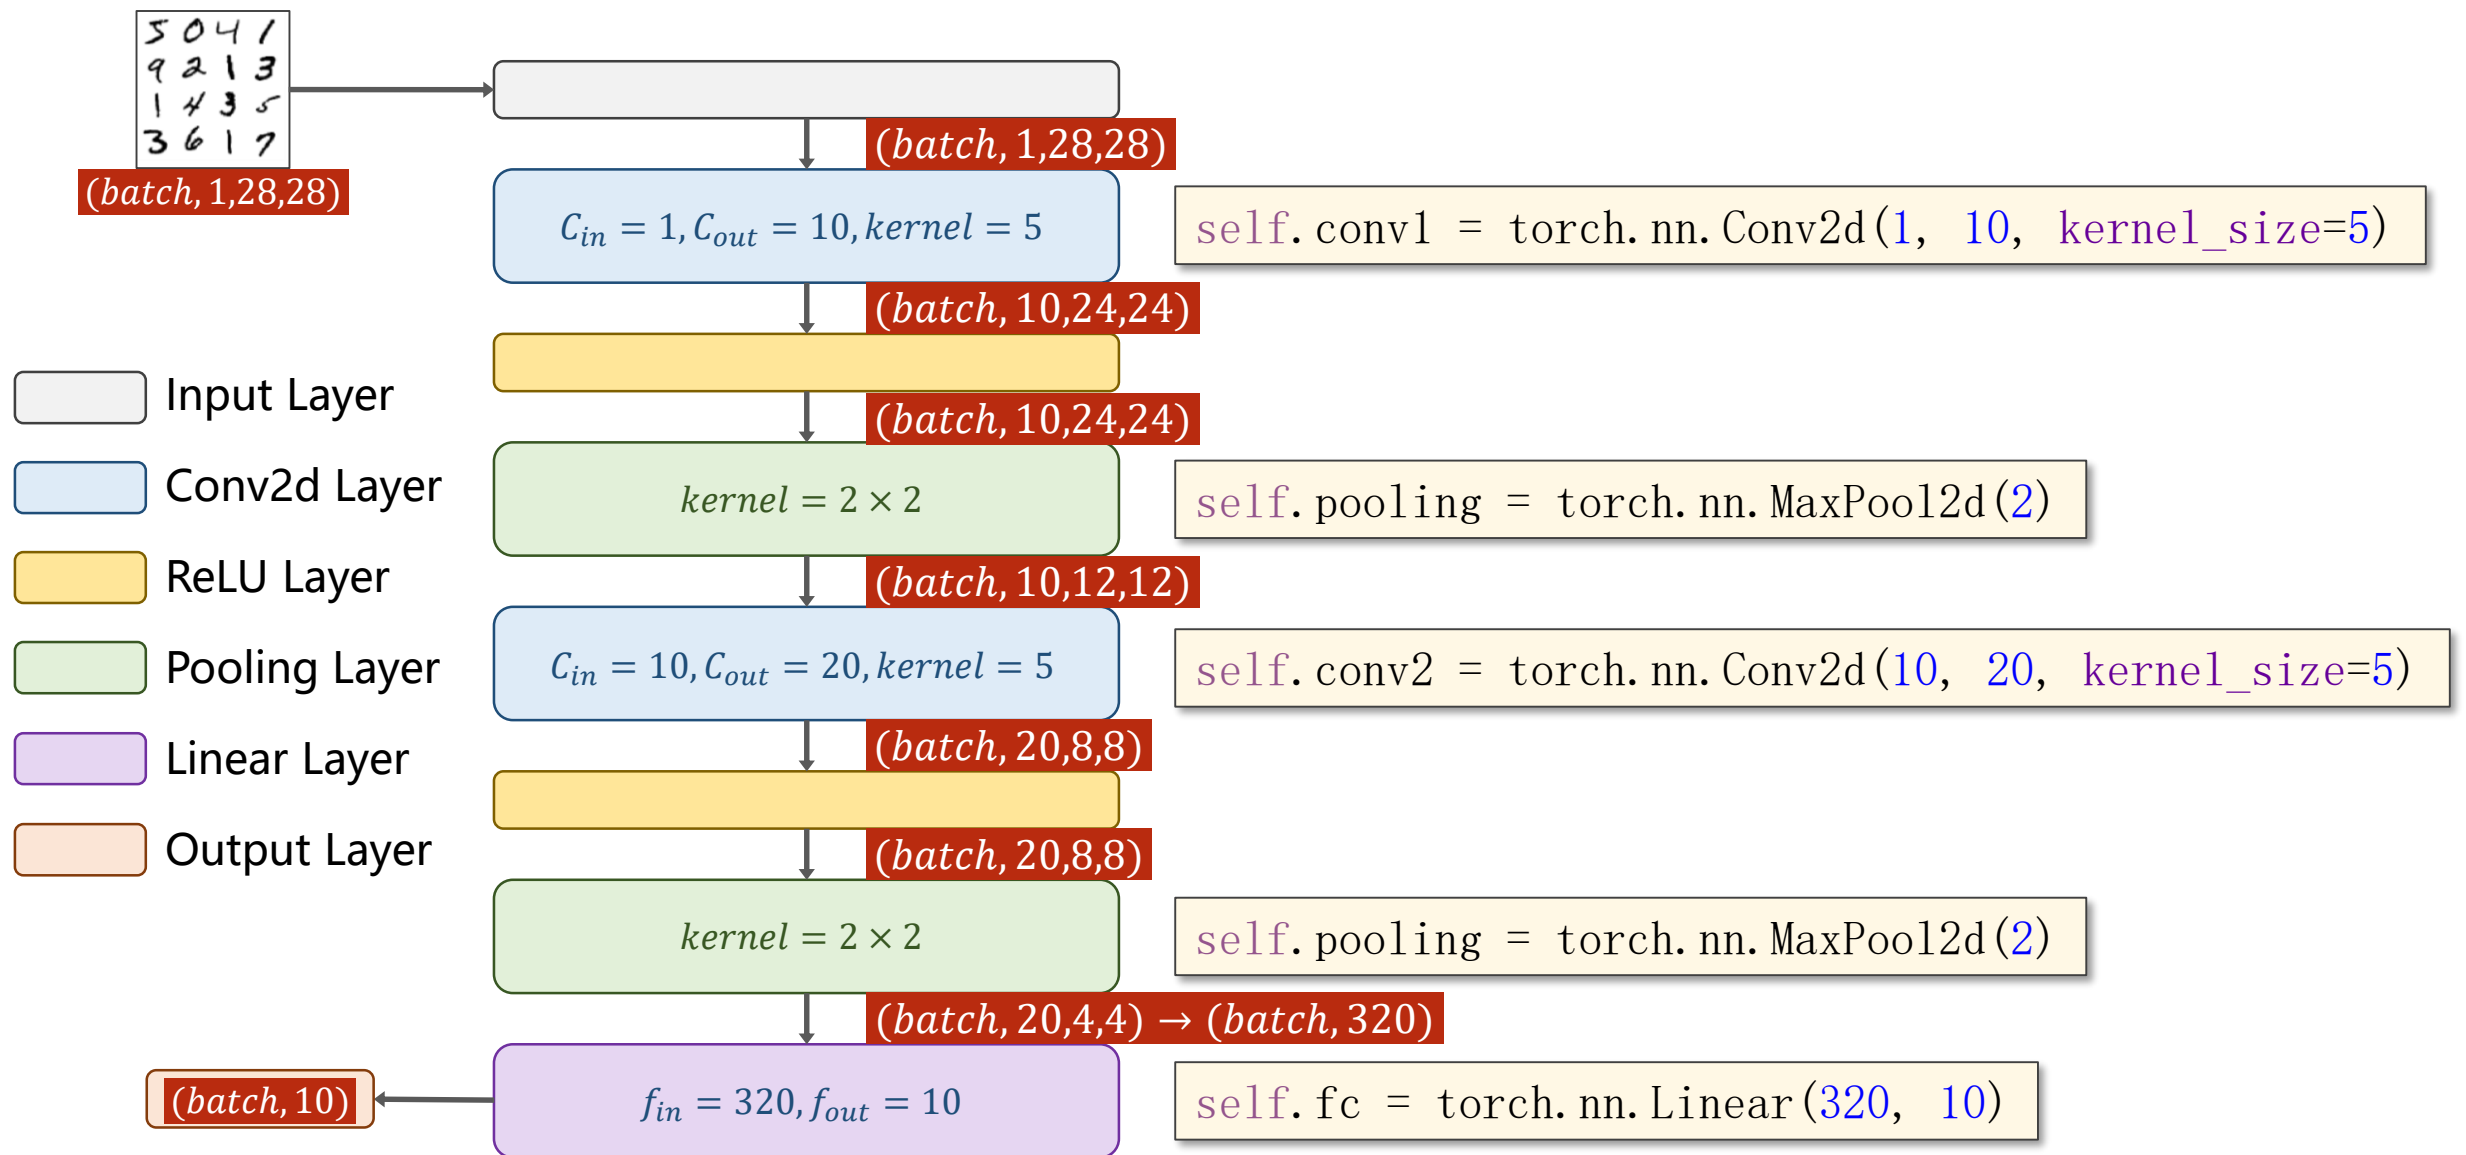 5 0 4 1
9 2 1 3
1 4 3 5
3 6 1 7
(batch, 1,28,28)
(batch, 1,28,28)
C_in = 1, C_out = 10, kernel = 5
self.conv1 = torch.nn.Conv2d(1, 10, kernel_size=5)
(batch, 10,24,24)
(batch, 10,24,24)
kernel = 2 × 2
self.pooling = torch.nn.MaxPool2d(2)
(batch, 10,12,12)
C_in = 10, C_out = 20, kernel = 5
self.conv2 = torch.nn.Conv2d(10, 20, kernel_size=5)
(batch, 20,8,8)
(batch, 20,8,8)
kernel = 2 × 2
self.pooling = torch.nn.MaxPool2d(2)
(batch, 20,4,4) → (batch, 320)
f_in = 320, f_out = 10
self.fc = torch.nn.Linear(320, 10)
(batch, 10)
Input Layer
Conv2d Layer
ReLU Layer
Pooling Layer
Linear Layer
Output Layer